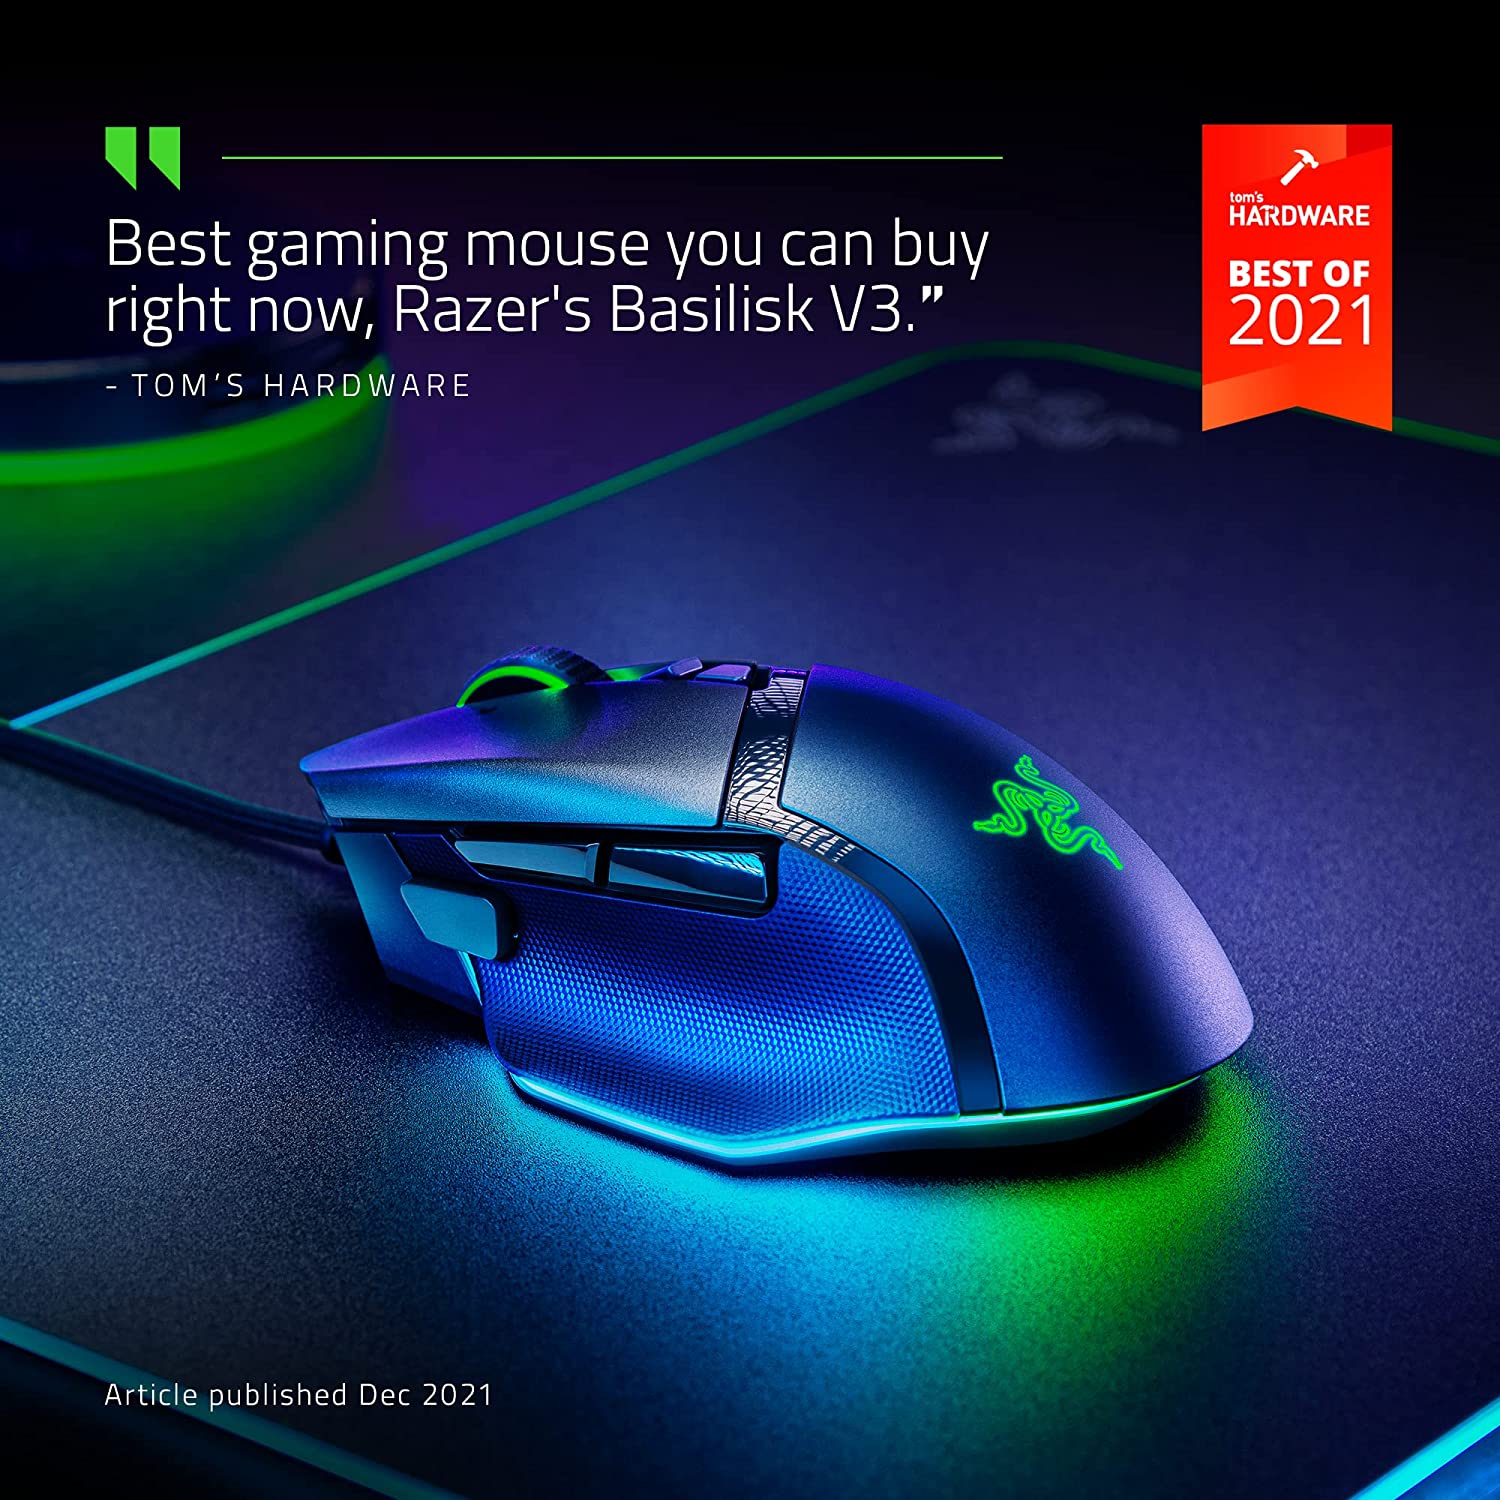 " Best gaming mouse you can buy
right now, Razer's Basilisk V3.”
- TOM‘S HARDWARE
tom's
HARDWARE
BEST OF
2021
Article published Dec 2021